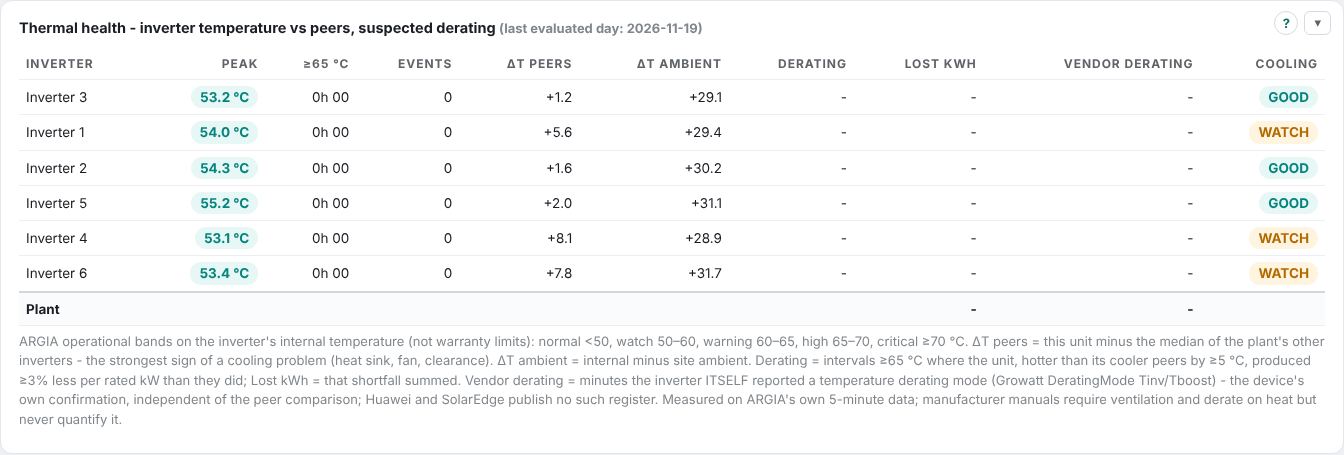 Thermal health - inverter temperature vs peers, suspected derating (last evaluated day: 2026-11-19) ? ▾
INVERTER PEAK ≥65 °C EVENTS ΔT PEERS ΔT AMBIENT DERATING LOST KWH VENDOR DERATING COOLING
Inverter 3 53.2 °C 0h 00 0 +1.2 +29.1 - - - GOOD
Inverter 1 54.0 °C 0h 00 0 +5.6 +29.4 - - - WATCH
Inverter 2 54.3 °C 0h 00 0 +1.6 +30.2 - - - GOOD
Inverter 5 55.2 °C 0h 00 0 +2.0 +31.1 - - - GOOD
Inverter 4 53.1 °C 0h 00 0 +8.1 +28.9 - - - WATCH
Inverter 6 53.4 °C 0h 00 0 +7.8 +31.7 - - - WATCH
Plant - -
ARGIA operational bands on the inverter's internal temperature (not warranty limits): normal <50, watch 50–60, warning 60–65, high 65–70, critical ≥70 °C. ΔT peers = this unit minus the median of the plant's other
inverters - the strongest sign of a cooling problem (heat sink, fan, clearance). ΔT ambient = internal minus site ambient. Derating = intervals ≥65 °C where the unit, hotter than its cooler peers by ≥5 °C, produced
≥3% less per rated kW than they did; Lost kWh = that shortfall summed. Vendor derating = minutes the inverter ITSELF reported a temperature derating mode (Growatt DeratingMode Tinv/Tboost) - the device's
own confirmation, independent of the peer comparison; Huawei and SolarEdge publish no such register. Measured on ARGIA's own 5-minute data; manufacturer manuals require ventilation and derate on heat but
never quantify it.